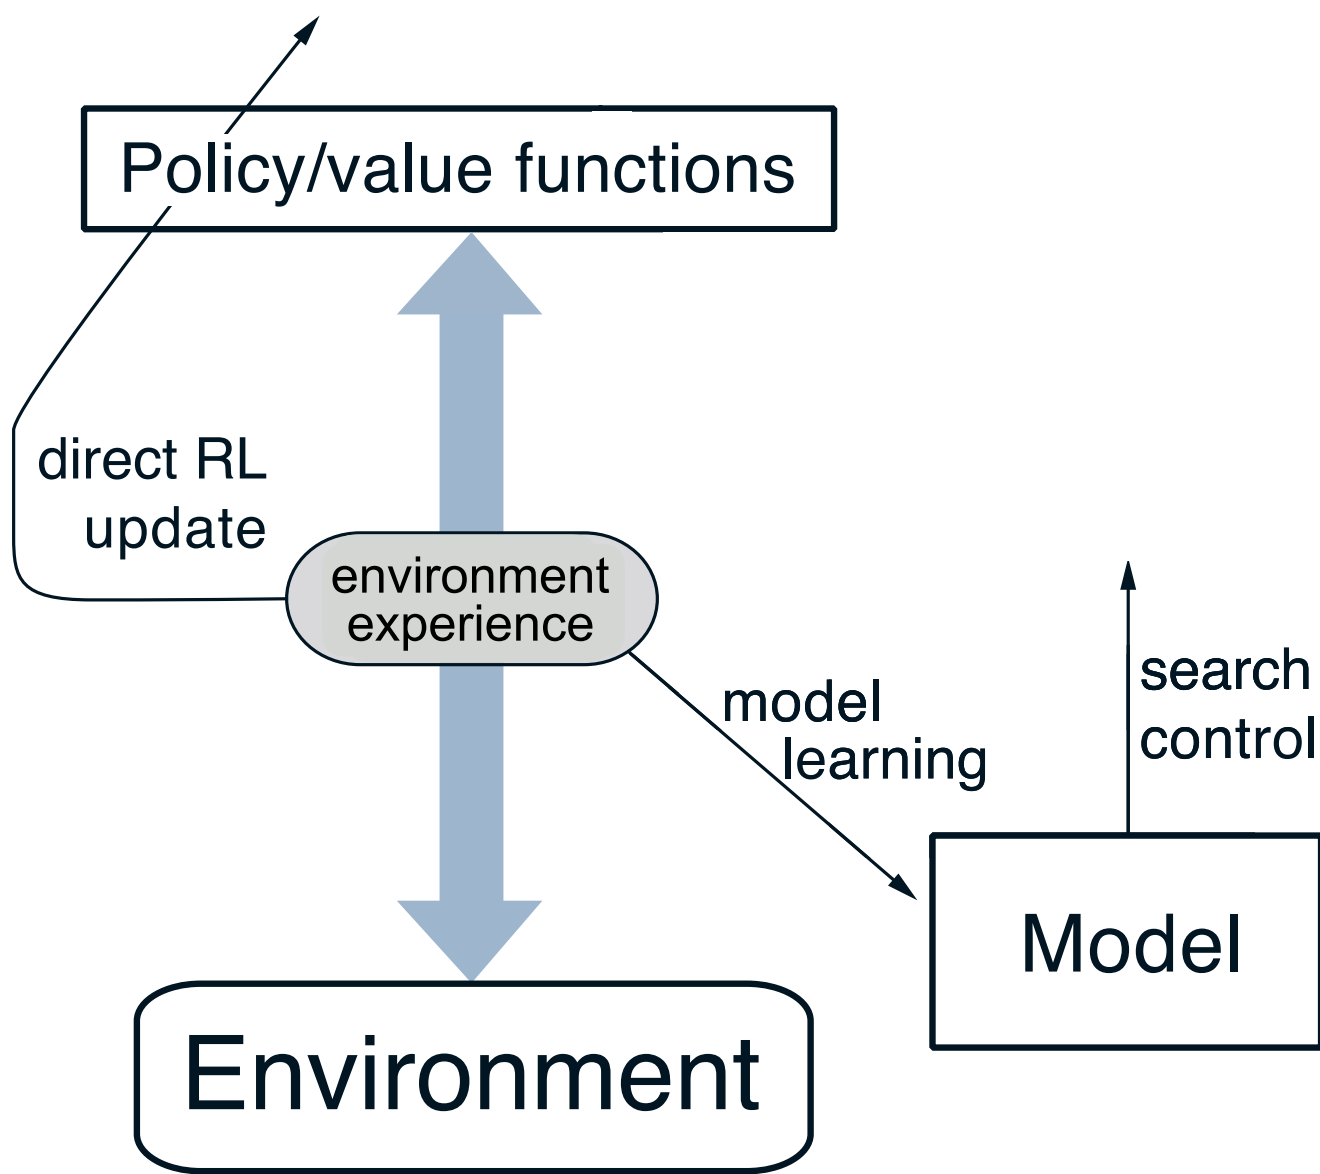 Policy/value functions
direct RL
update
environment
experience
model
learning
search
control
Model
Environment